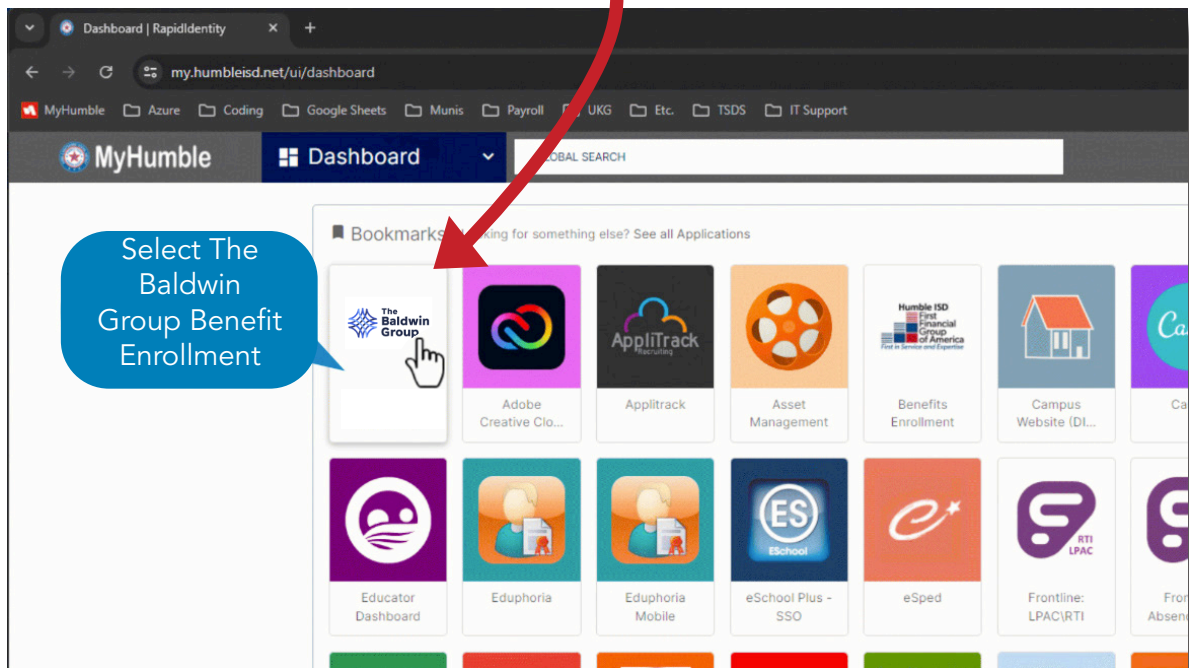 Dashboard | RapidIdentity
my.humbleisd.net/ui/dashboard
MyHumble Azure Coding Google Sheets Munis Payroll UKG Etc. TSDS IT Support
MyHumble Dashboard SEARCH
Bookmarks for something else? See all Applications
Select The
Baldwin
Group Benefit
Enrollment
The
Baldwin
Group
AppliTrack
Recruiting
Humble ISD
First
Financial
Group
of America
First in Service and Expertise
Adobe
Creative Clo...
Applitrack
Asset
Management
Benefits
Enrollment
Campus
Website (DI...
Ca
Ca
ES
ESchool
RTI
LPAC
Educator
Dashboard
Eduphoria
Eduphoria
Mobile
eSchool Plus -
SSO
eSped
Frontline:
LPAC\RTI
Fron
Absen